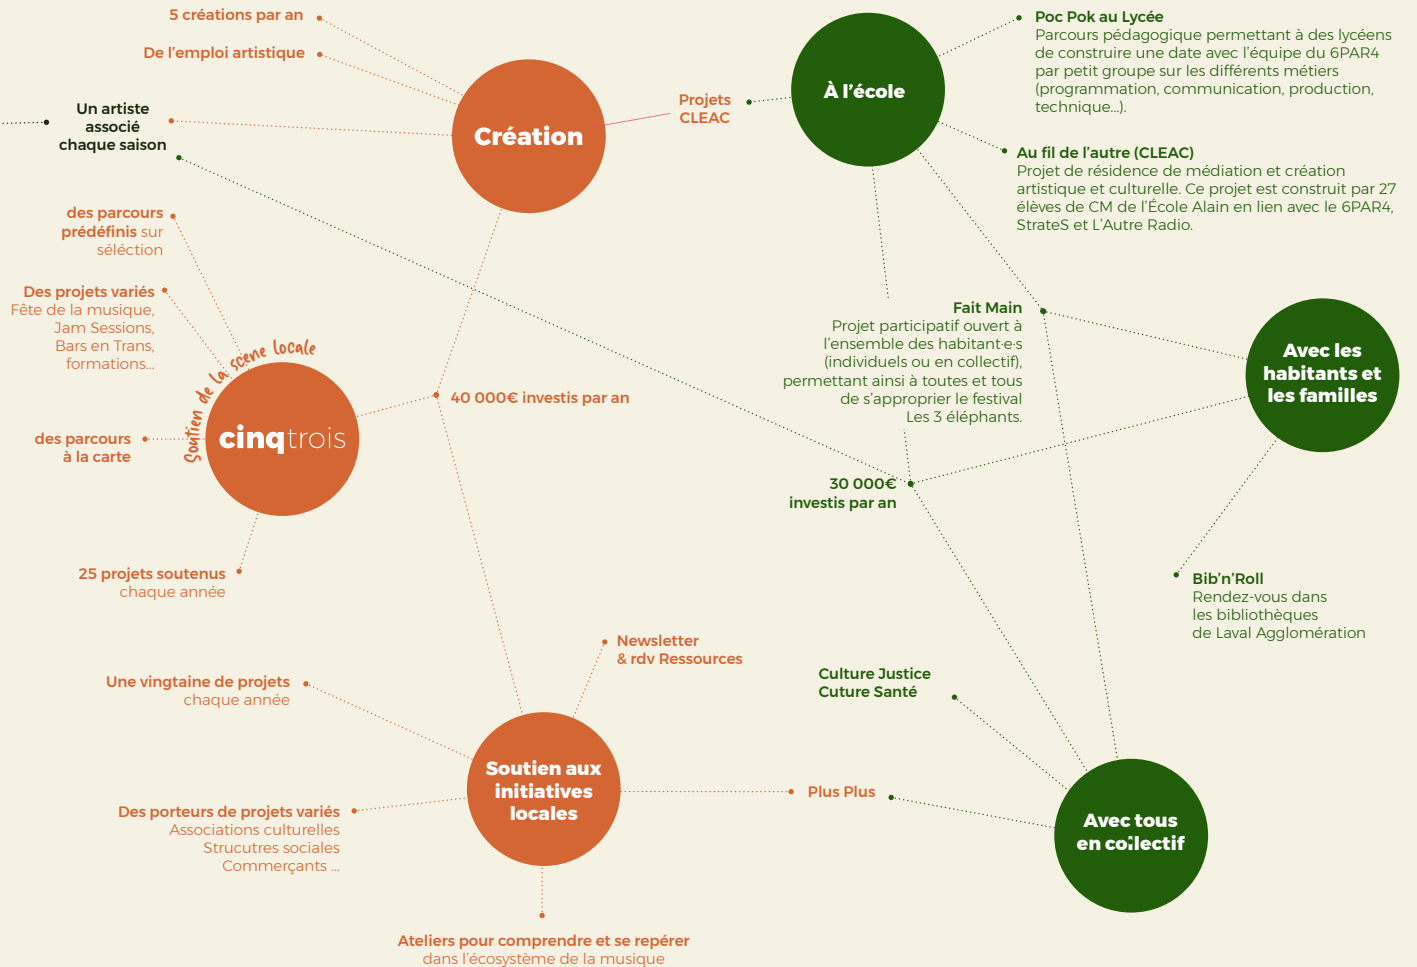 5 créations par an
De l'emploi artistique
Un artiste
associé
chaque saison
Création
Projets
CLEAC
À l'école
Poc Pok au Lycée
Parcours pédagogique permettant à des lycéens
de construire une date avec l'équipe du 6PAR4
par petit groupe sur les différents métiers
(programmation, communication, production,
technique...).
Au fil de l'autre (CLEAC)
Projet de résidence de médiation et création
artistique et culturelle. Ce projet est construit par 27
élèves de CM de l'École Alain en lien avec le 6PAR4,
StrateS et L'Autre Radio.
des parcours
prédéfinis sur
séléction
Des projets variés
Fête de la musique,
Jam Sessions,
Bars en Trans,
formations...
Soutien de la scène locale
cinqtrois
des parcours
à la carte
25 projets soutenus
chaque année
40 000€ investis par an
Fait Main
Projet participatif ouvert à
l'ensemble des habitant·e·s
(individuels ou en collectif),
permettant ainsi à toutes et tous
de s'approprier le festival
Les 3 éléphants.
Avec les
habitants et
les familles
30 000€
investis par an
Bib'n'Roll
Rendez-vous dans
les bibliothèques
de Laval Agglomération
Newsletter
& rdv Ressources
Une vingtaine de projets
chaque année
Soutien aux
initiatives
locales
Des porteurs de projets variés
Associations culturelles
Strucutres sociales
Commerçants ...
Plus Plus
Culture Justice
Cuture Santé
Avec tous
en collectif
Ateliers pour comprendre et se repérer
dans l'écosystème de la musique